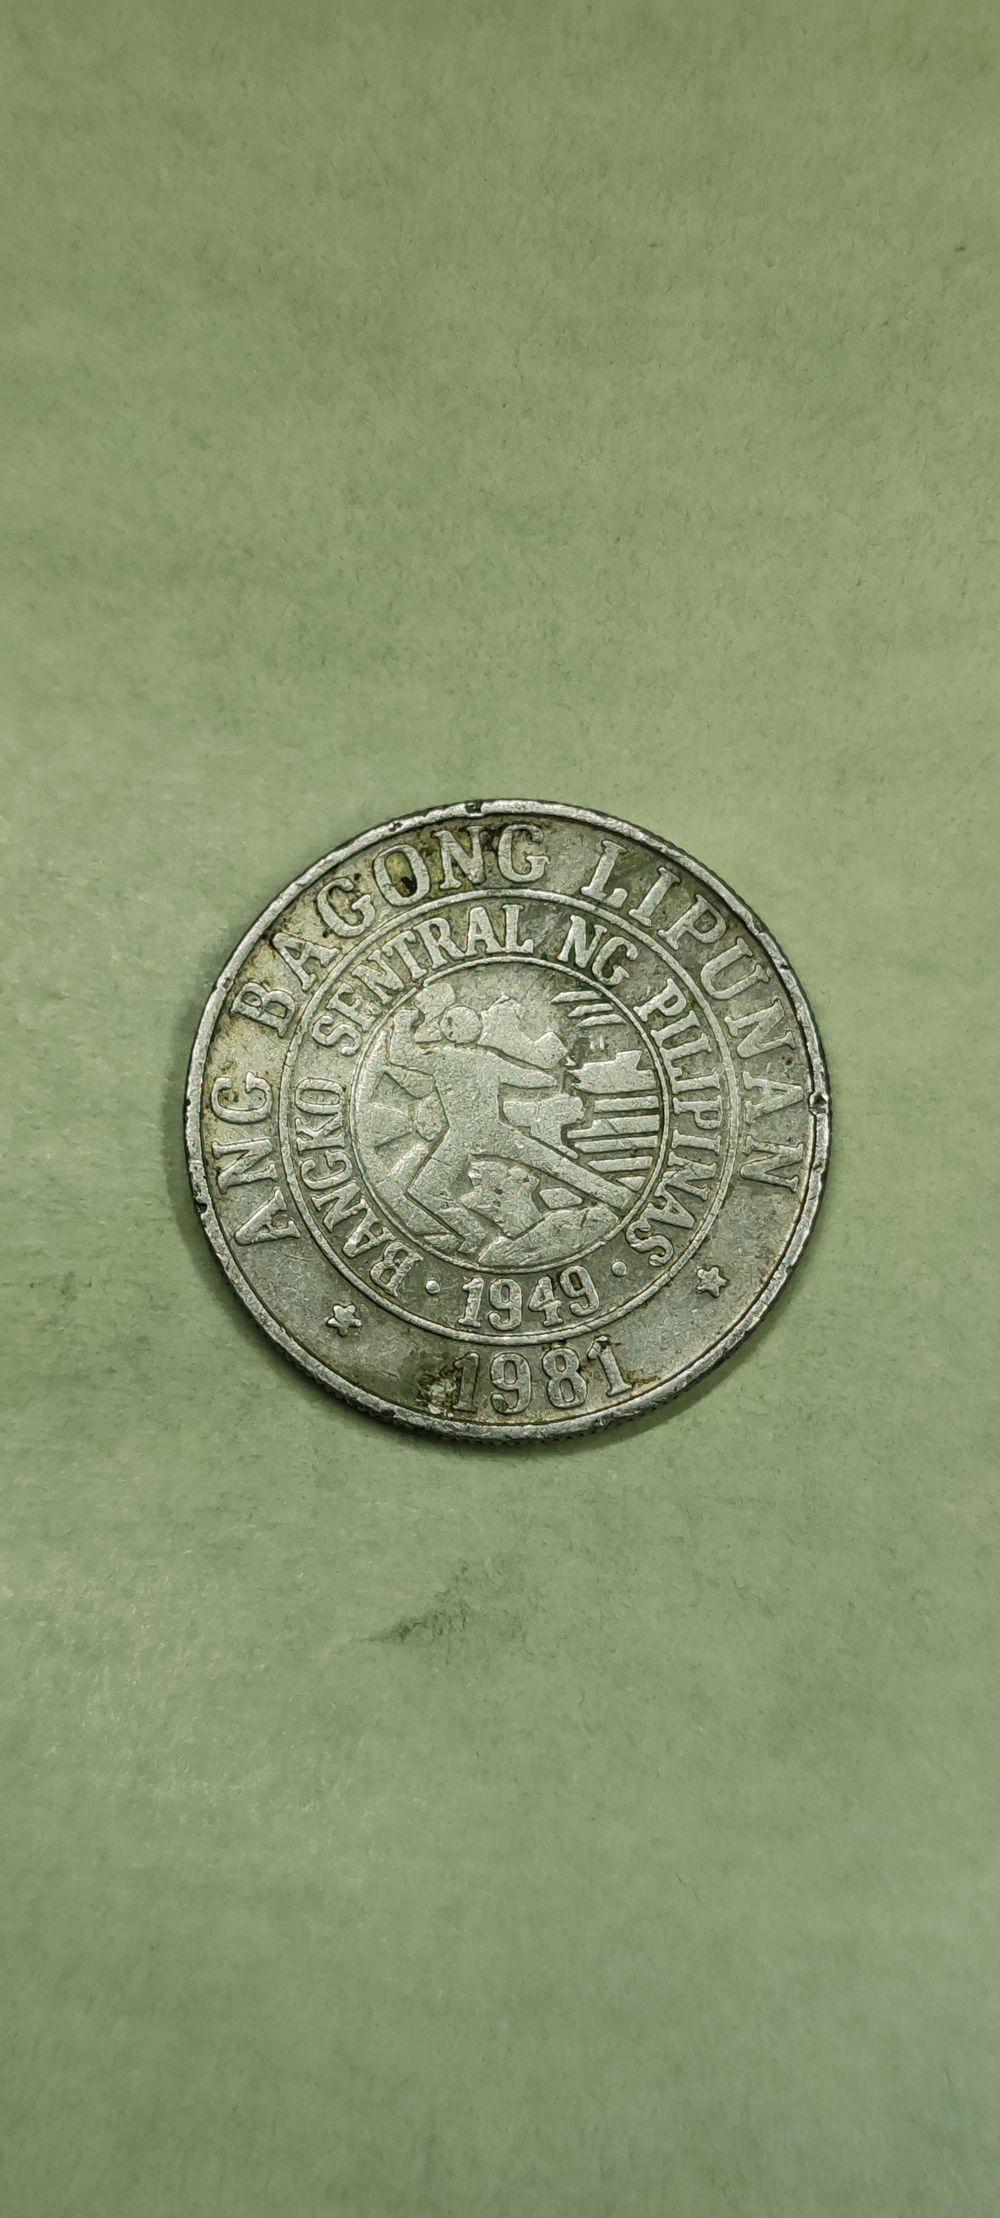 ANG BAGONG LIPUNAN
BANGKO SENTRAL NG PILIPINAS
· 1949 ·
1981